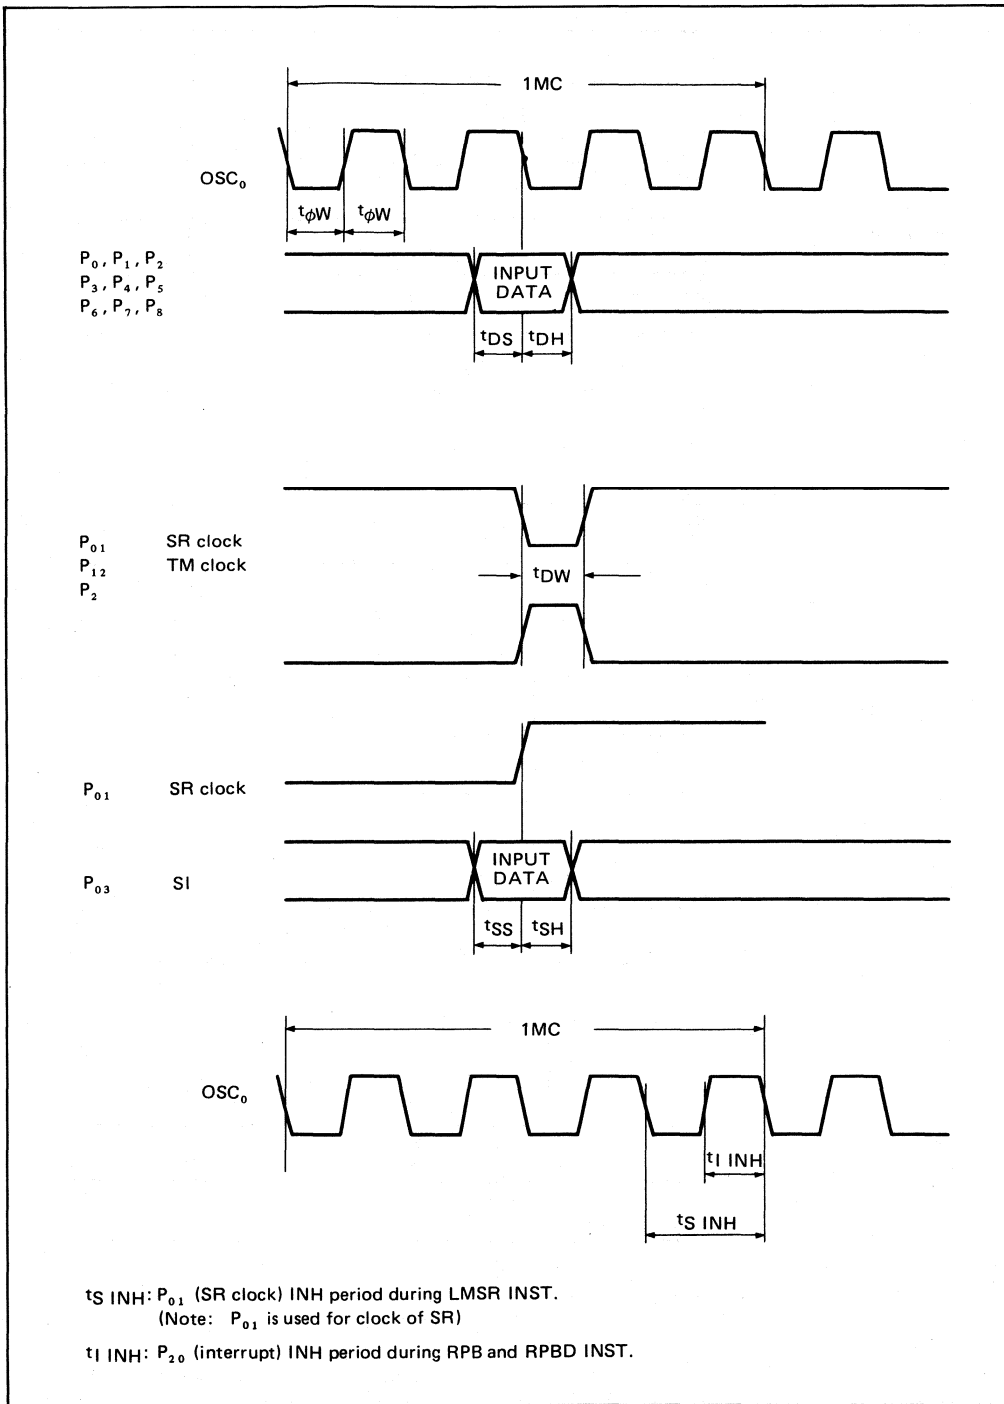 1MC
OSC₀
tϕW tϕW
P₀, P₁, P₂
P₃, P₄, P₅
P₆, P₇, P₈
INPUT
DATA
tDS tDH
P₀₁ SR clock
P₁₂ TM clock
P₂
tDW
P₀₁ SR clock
INPUT
DATA
P₀₃ SI
tSS tSH
1MC
OSC₀
tI INH
tS INH
tS INH: P₀₁ (SR clock) INH period during LMSR INST.
(Note: P₀₁ is used for clock of SR)
tI INH: P₂₀ (interrupt) INH period during RPB and RPBD INST.